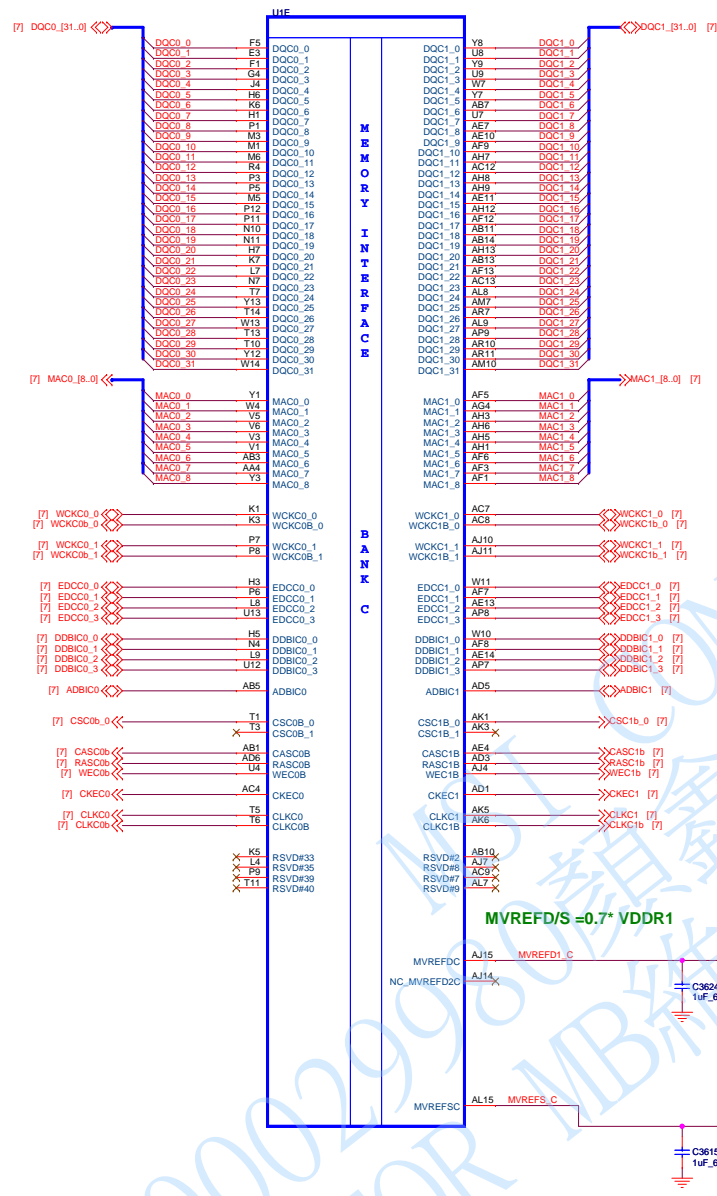 U1F
[7] DQC0_[31..0]
DQC1_[31..0] [7]
DQC0_0 F5 DQC0_0 DQC1_0 Y8 DQC1_0
DQC0_1 E3 DQC0_1 DQC1_1 U8 DQC1_1
DQC0_2 F1 DQC0_2 DQC1_2 Y9 DQC1_2
DQC0_3 G4 DQC0_3 DQC1_3 U9 DQC1_3
DQC0_4 J4 DQC0_4 DQC1_4 W7 DQC1_4
DQC0_5 H6 DQC0_5 DQC1_5 Y7 DQC1_5
DQC0_6 K6 DQC0_6 DQC1_6 AB7 DQC1_6
DQC0_7 H1 DQC0_7 DQC1_7 U7 DQC1_7
DQC0_8 P1 DQC0_8 DQC1_8 AE7 DQC1_8
DQC0_9 M3 DQC0_9 DQC1_9 AE10 DQC1_9
DQC0_10 M1 DQC0_10 DQC1_10 AF9 DQC1_10
DQC0_11 M6 DQC0_11 DQC1_11 AH7 DQC1_11
DQC0_12 R4 DQC0_12 DQC1_12 AC12 DQC1_12
DQC0_13 P3 DQC0_13 DQC1_13 AH8 DQC1_13
DQC0_14 P5 DQC0_14 DQC1_14 AH9 DQC1_14
DQC0_15 M5 DQC0_15 DQC1_15 AE11 DQC1_15
DQC0_16 P12 DQC0_16 DQC1_16 AH12 DQC1_16
DQC0_17 P11 DQC0_17 DQC1_17 AF12 DQC1_17
DQC0_18 N10 DQC0_18 DQC1_18 AB11 DQC1_18
DQC0_19 N11 DQC0_19 DQC1_19 AB14 DQC1_19
DQC0_20 H7 DQC0_20 DQC1_20 AH13 DQC1_20
DQC0_21 K7 DQC0_21 DQC1_21 AB13 DQC1_21
DQC0_22 L7 DQC0_22 DQC1_22 AF13 DQC1_22
DQC0_23 N7 DQC0_23 DQC1_23 AC13 DQC1_23
DQC0_24 T7 DQC0_24 DQC1_24 AL8 DQC1_24
DQC0_25 Y13 DQC0_25 DQC1_25 AM7 DQC1_25
DQC0_26 T14 DQC0_26 DQC1_26 AR7 DQC1_26
DQC0_27 W13 DQC0_27 DQC1_27 AL9 DQC1_27
DQC0_28 T13 DQC0_28 DQC1_28 AP9 DQC1_28
DQC0_29 T10 DQC0_29 DQC1_29 AR10 DQC1_29
DQC0_30 Y12 DQC0_30 DQC1_30 AR11 DQC1_30
DQC0_31 W14 DQC0_31 DQC1_31 AM10 DQC1_31
MEMORY INTERFACE
BANK C
[7] MAC0_[8..0]
MAC1_[8..0] [7]
MAC0_0 Y1 MAC0_0 MAC1_0 AF5 MAC1_0
MAC0_1 W4 MAC0_1 MAC1_1 AG4 MAC1_1
MAC0_2 V5 MAC0_2 MAC1_2 AH3 MAC1_2
MAC0_3 V6 MAC0_3 MAC1_3 AH6 MAC1_3
MAC0_4 V3 MAC0_4 MAC1_4 AH5 MAC1_4
MAC0_5 V1 MAC0_5 MAC1_5 AH1 MAC1_5
MAC0_6 AB3 MAC0_6 MAC1_6 AF6 MAC1_6
MAC0_7 AA4 MAC0_7 MAC1_7 AF3 MAC1_7
MAC0_8 Y3 MAC0_8 MAC1_8 AF1 MAC1_8
[7] WCKC0_0 K1 WCKC0_0 WCKC1_0 AC7 WCKC1_0 [7]
[7] WCKC0b_0 K3 WCKC0B_0 WCKC1B_0 AC8 WCKC1b_0 [7]
[7] WCKC0_1 P7 WCKC0_1 WCKC1_1 AJ10 WCKC1_1 [7]
[7] WCKC0b_1 P8 WCKC0B_1 WCKC1B_1 AJ11 WCKC1b_1 [7]
[7] EDCC0_0 H3 EDCC0_0 EDCC1_0 W11 EDCC1_0 [7]
[7] EDCC0_1 P6 EDCC0_1 EDCC1_1 AF7 EDCC1_1 [7]
[7] EDCC0_2 L8 EDCC0_2 EDCC1_2 AE13 EDCC1_2 [7]
[7] EDCC0_3 U13 EDCC0_3 EDCC1_3 AP8 EDCC1_3 [7]
[7] DDBIC0_0 H5 DDBIC0_0 DDBIC1_0 W10 DDBIC1_0 [7]
[7] DDBIC0_1 N4 DDBIC0_1 DDBIC1_1 AF8 DDBIC1_1 [7]
[7] DDBIC0_2 L9 DDBIC0_2 DDBIC1_2 AE14 DDBIC1_2 [7]
[7] DDBIC0_3 U12 DDBIC0_3 DDBIC1_3 AP7 DDBIC1_3 [7]
[7] ADBIC0 AB5 ADBIC0 ADBIC1 AD5 ADBIC1 [7]
[7] CSC0b_0 T1 CSC0B_0 CSC1B_0 AK1 CSC1b_0 [7]
T3 CSC0B_1 CSC1B_1 AK3
[7] CASC0b AB1 CASC0B CASC1B AE4 CASC1b [7]
[7] RASC0b AD6 RASC0B RASC1B AD3 RASC1b [7]
[7] WEC0b U4 WEC0B WEC1B AJ4 WEC1b [7]
[7] CKEC0 AC4 CKEC0 CKEC1 AD1 CKEC1 [7]
[7] CLKC0 T5 CLKC0 CLKC1 AK5 CLKC1 [7]
[7] CLKC0b T6 CLKC0B CLKC1B AK6 CLKC1b [7]
K5 RSVD#33 RSVD#2 AB10
L4 RSVD#35 RSVD#8 AJ7
P9 RSVD#39 RSVD#7 AC9
T11 RSVD#40 RSVD#9 AL7
MVREFD/S =0.7* VDDR1
MVREFDC AJ15 MVREFD1_C
NC_MVREFD2C AJ14
C3624
1uF_6
MVREFSC AL15 MVREFS_C
C3615
1uF_6
MSI
顏鑫
MB維